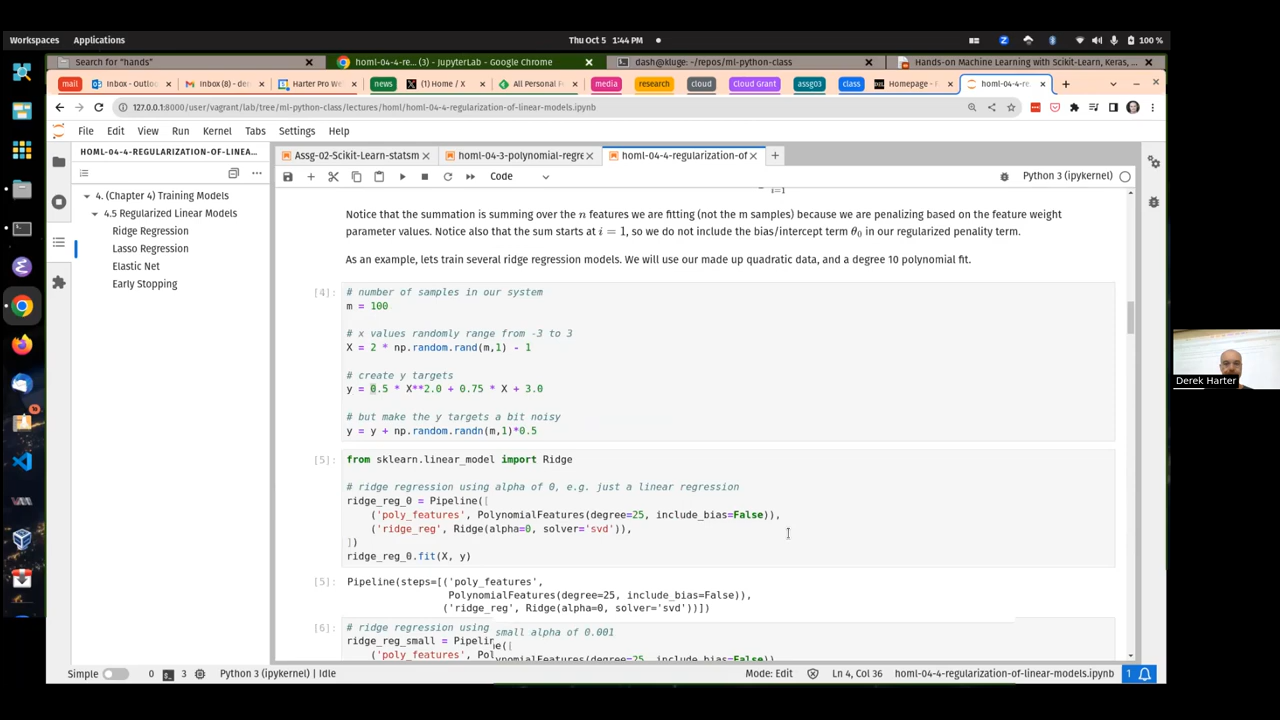 Workspaces Applications Thu Oct 5 1:44 PM 100 %
Search for "hands" homl-04-4-re... (3) - JupyterLab - Google Chrome dash@kluge: ~/repos/ml-python-class Hands-on Machine Learning with Scikit-Learn, Keras, ...
mail Inbox - Outloo Inbox (8) - der Harter Pro Wee news (1) Home / X All Personal F media research cloud Cloud Grant assg03 class Homepage - homl-04-4-re
127.0.0.1:8000/user/vagrant/lab/tree/ml-python-class/lectures/homl/homl-04-4-regularization-of-linear-models.ipynb
File Edit View Run Kernel Tabs Settings Help
HOML-04-4-REGULARIZATION-OF-LINEA...
4. (Chapter 4) Training Models
4.5 Regularized Linear Models
Ridge Regression
Lasso Regression
Elastic Net
Early Stopping
Assg-02-Scikit-Learn-statsm homl-04-3-polynomial-regre homl-04-4-regularization-of
Code Python 3 (ipykernel)
i=1
Notice that the summation is summing over the n features we are fitting (not the m samples) because we are penalizing based on the feature weight
parameter values. Notice also that the sum starts at i = 1, so we do not include the bias/intercept term θ0 in our regularized penality term.
As an example, lets train several ridge regression models. We will use our made up quadratic data, and a degree 10 polynomial fit.
[4]: # number of samples in our system
m = 100
# x values randomly range from -3 to 3
X = 2 * np.random.rand(m,1) - 1
# create y targets
y = 0.5 * X**2.0 + 0.75 * X + 3.0
# but make the y targets a bit noisy
y = y + np.random.randn(m,1)*0.5
[5]: from sklearn.linear_model import Ridge
# ridge regression using alpha of 0, e.g. just a linear regression
ridge_reg_0 = Pipeline([
('poly_features', PolynomialFeatures(degree=25, include_bias=False)),
('ridge_reg', Ridge(alpha=0, solver='svd')),
])
ridge_reg_0.fit(X, y)
[5]: Pipeline(steps=[('poly_features',
PolynomialFeatures(degree=25, include_bias=False)),
('ridge_reg', Ridge(alpha=0, solver='svd'))])
[6]: # ridge regression using small alpha of 0.001
ridge_reg_small = Pipeline([
('poly_features', PolynomialFeatures(degree=25, include_bias=False)),
Simple 0 3 Python 3 (ipykernel) | Idle Mode: Edit Ln 4, Col 36 homl-04-4-regularization-of-linear-models.ipynb 1
Derek Harter